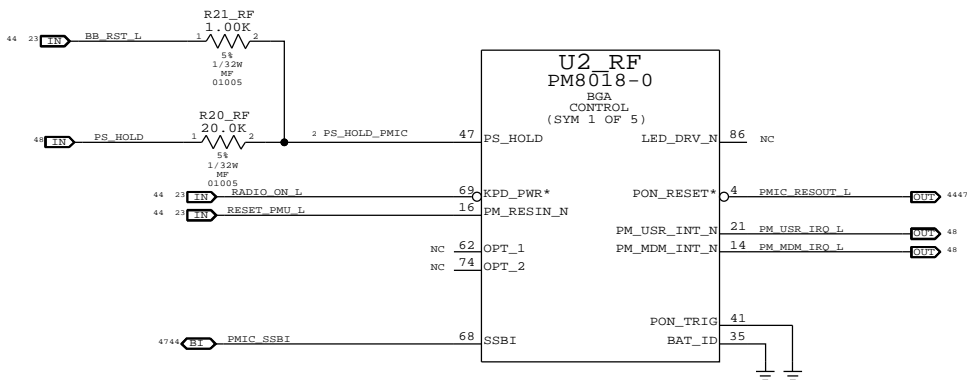 R21_RF
1.00K
44 23 IN BB_RST_L 1 2
5%
1/32W
MF
01005
U2_RF
PM8018-0
BGA
CONTROL
(SYM 1 OF 5)
R20_RF
20.0K
48 IN PS_HOLD 1 2
5%
1/32W
MF
01005
2 PS_HOLD_PMIC 47 PS_HOLD
LED_DRV_N 86 NC
44 23 IN RADIO_ON_L 69 KPD_PWR*
PON_RESET* 4 PMIC_RESOUT_L OUT 4447
44 23 IN RESET_PMU_L 16 PM_RESIN_N
PM_USR_INT_N 21 PM_USR_IRQ_L OUT 48
NC 62 OPT_1
PM_MDM_INT_N 14 PM_MDM_IRQ_L OUT 48
NC 74 OPT_2
PON_TRIG 41
4744 BI PMIC_SSBI 68 SSBI
BAT_ID 35